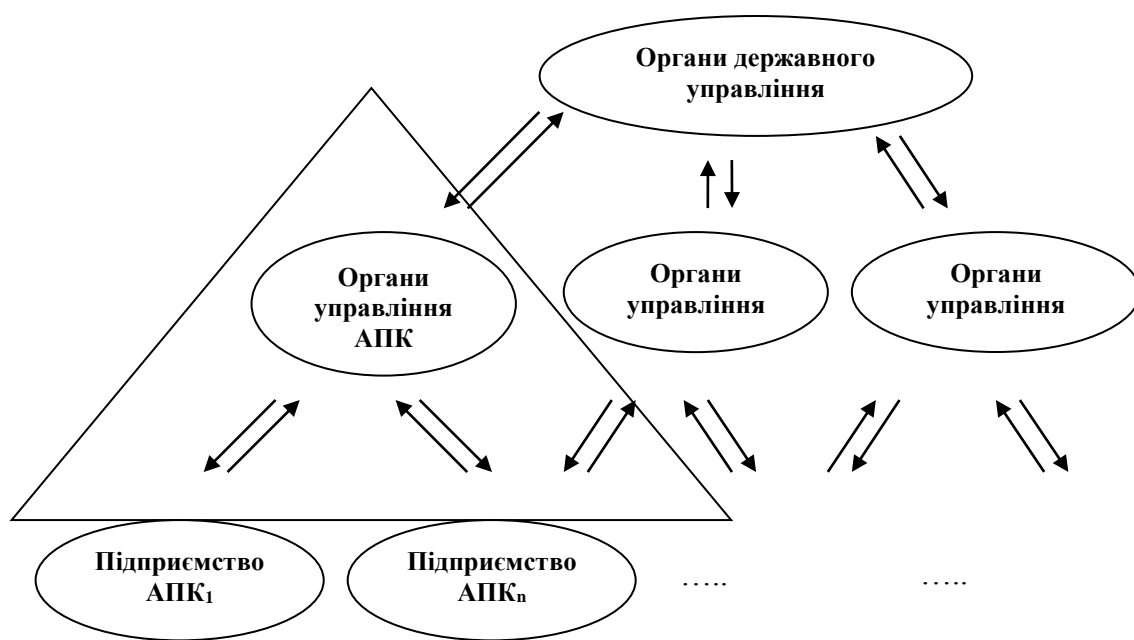 Органи державного
управління
Органи
управління
АПК
Органи
управління
Органи
управління
Підприємство
АПК₁
Підприємство
АПКₙ
…..
…..